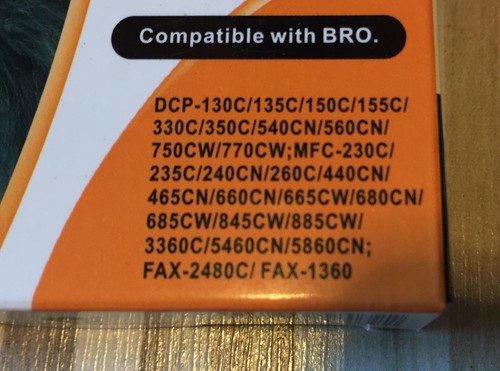 Compatible with BRO.
DCP-130C/135C/150C/155C/
330C/350C/540CN/560CN/
750CW/770CW;MFC-230C/
235C/240CN/260C/440CN/
465CN/660CN/665CW/680CN/
685CW/845CW/885CW/
3360C/5460CN/5860CN;
FAX-2480C/ FAX-1360